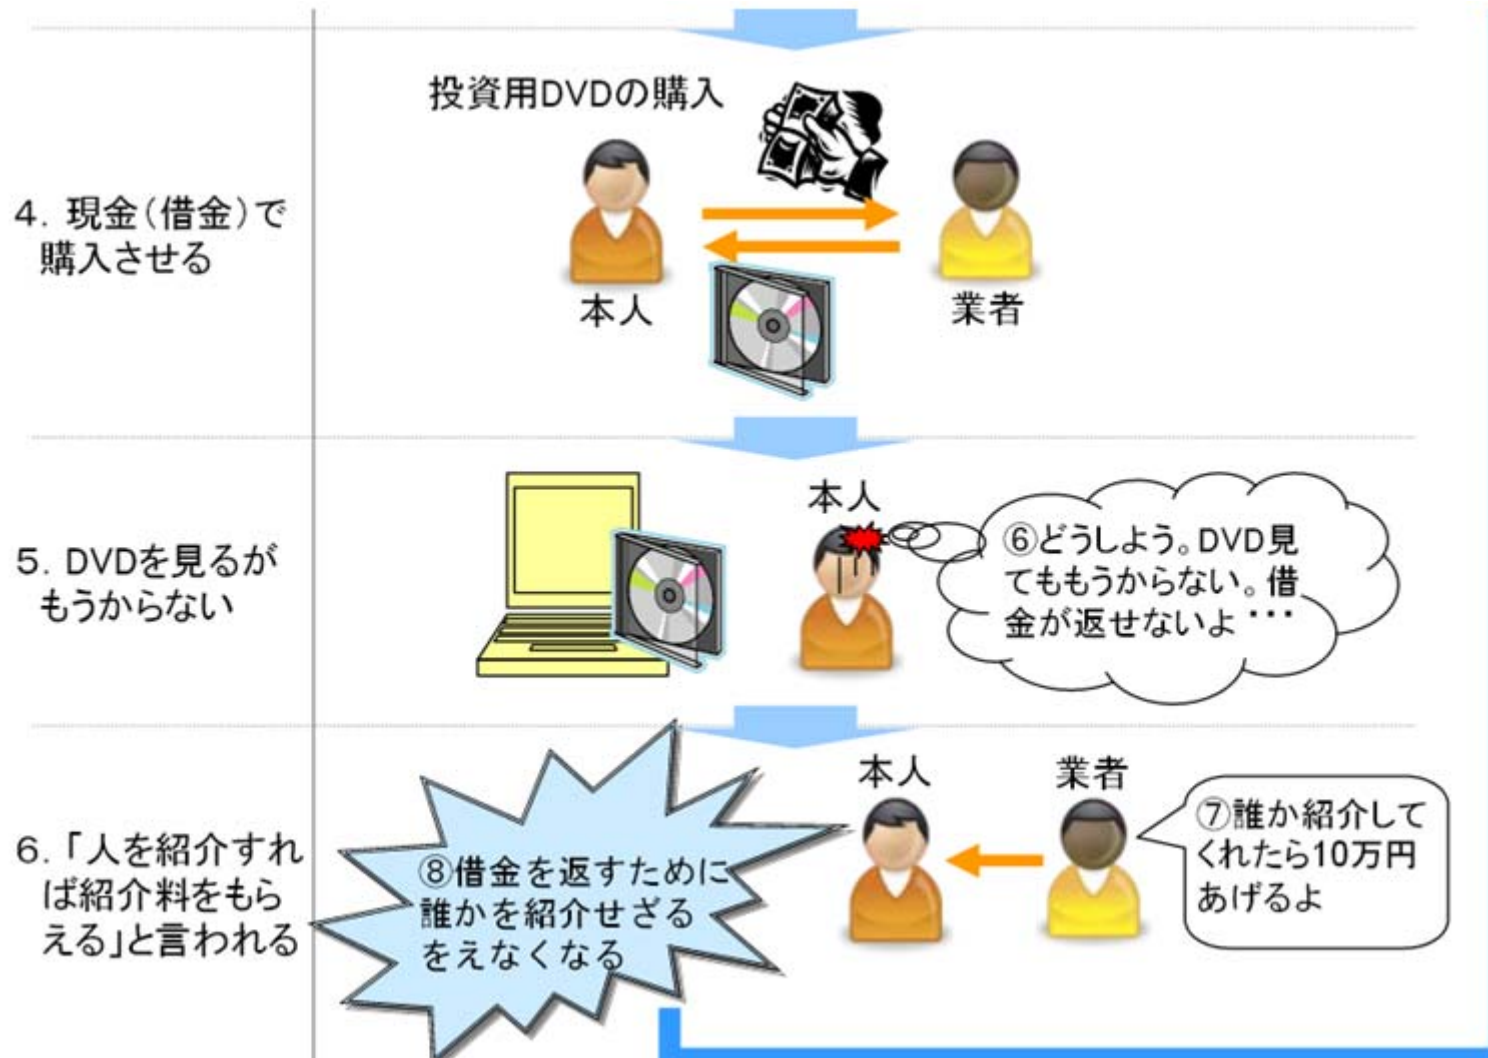 投資用DVDの購入
4. 現金(借金)で
購入させる
本人
業者
5. DVDを見るが
もうからない
本人
⑥どうしよう。DVD見
てももうからない。借
金が返せないよ・・・
6.「人を紹介すれ
ば紹介料をもら
える」と言われる
⑧借金を返すために
誰かを紹介せざる
をえなくなる
本人
業者
⑦誰か紹介して
くれたら10万円
あげるよ